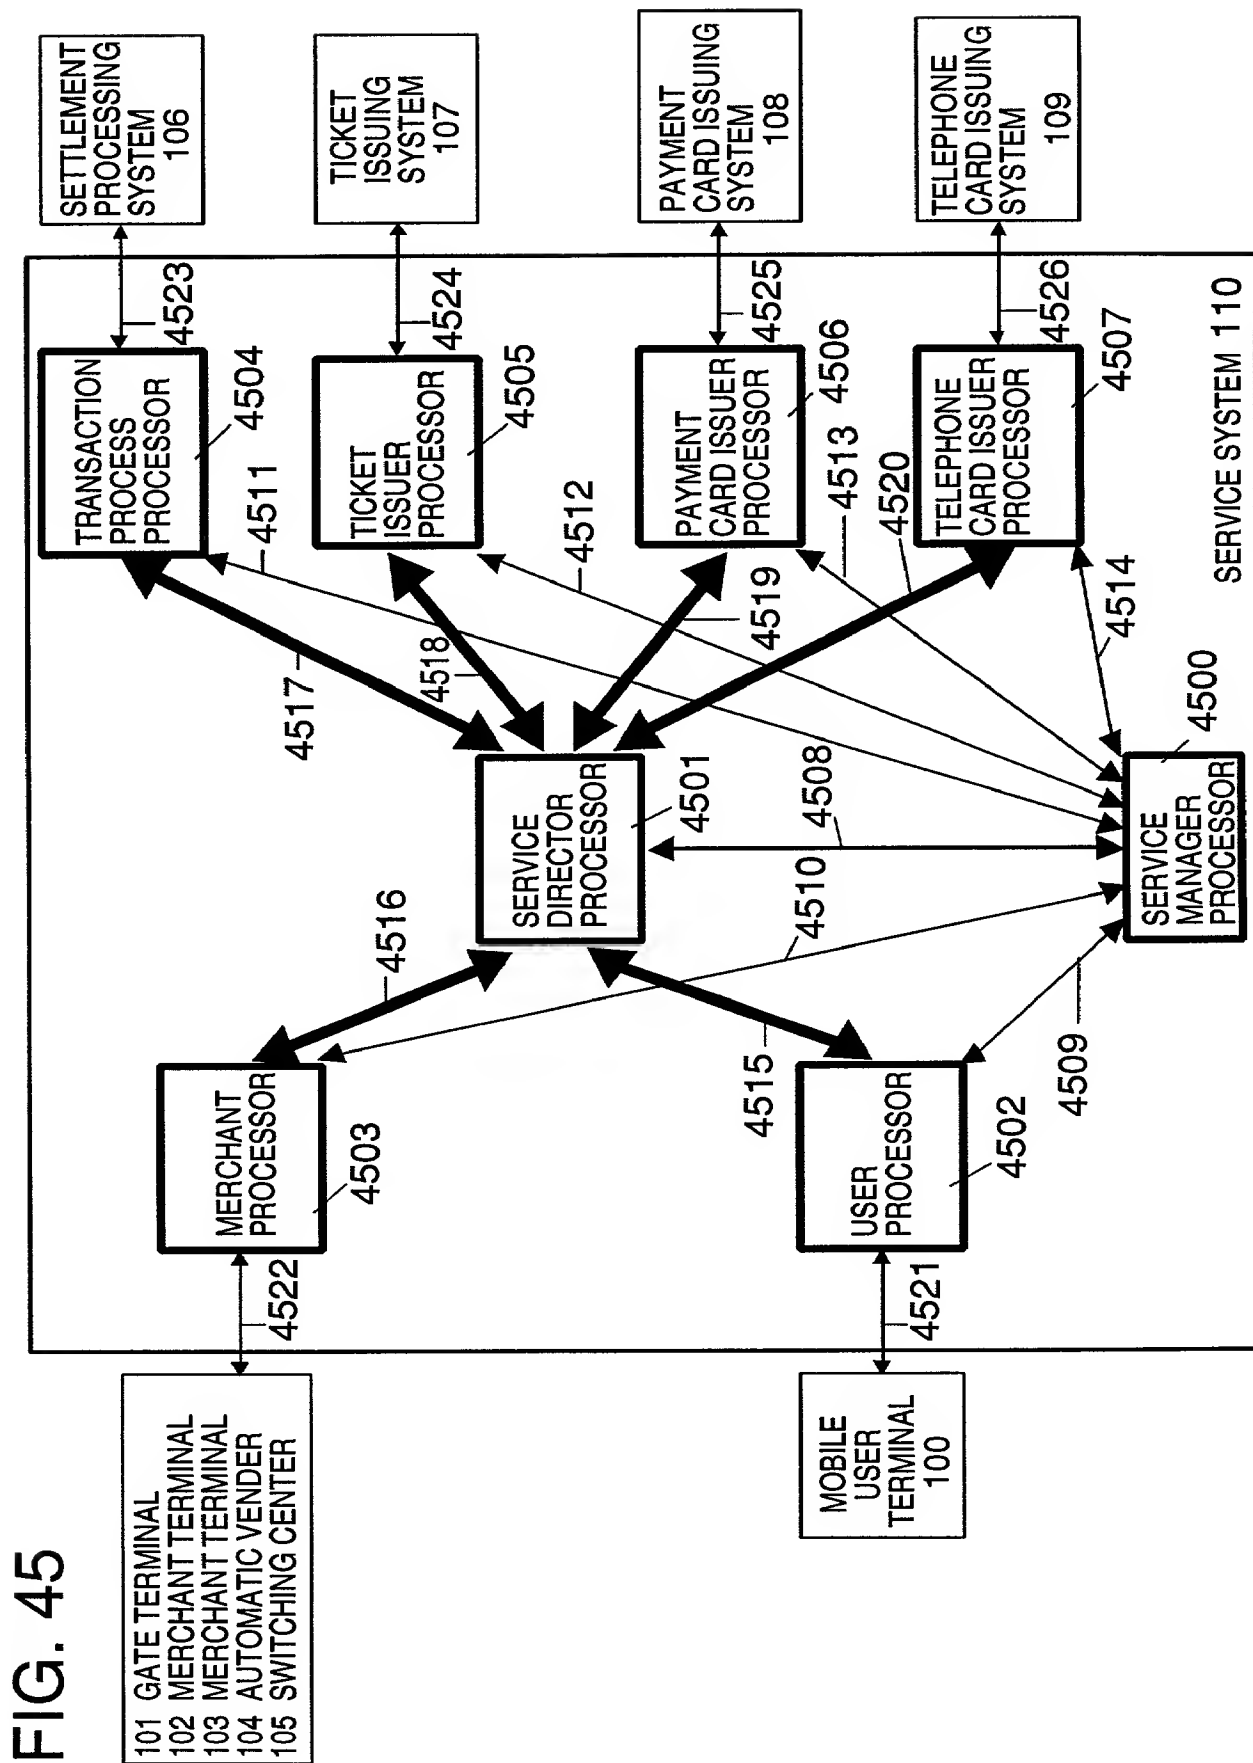 FIG. 45
101 GATE TERMINAL
102 MERCHANT TERMINAL
103 MERCHANT TERMINAL
104 AUTOMATIC VENDER
105 SWITCHING CENTER
MOBILE
USER
TERMINAL
100
4522
4521
MERCHANT
PROCESSOR
4503
USER
PROCESSOR
4502
4516
4515
4510
4509
SERVICE
DIRECTOR
PROCESSOR
4501
4508
SERVICE
MANAGER
PROCESSOR
4500
4517
4518
4519
4520
4511
4512
4513
4514
TRANSACTION
PROCESS
PROCESSOR
4504
TICKET
ISSUER
PROCESSOR
4505
PAYMENT
CARD ISSUER
PROCESSOR
4506
TELEPHONE
CARD ISSUER
PROCESSOR
4507
4523
4524
4525
4526
SERVICE SYSTEM 110
SETTLEMENT
PROCESSING
SYSTEM
106
TICKET
ISSUING
SYSTEM
107
PAYMENT
CARD ISSUING
SYSTEM
108
TELEPHONE
CARD ISSUING
SYSTEM
109